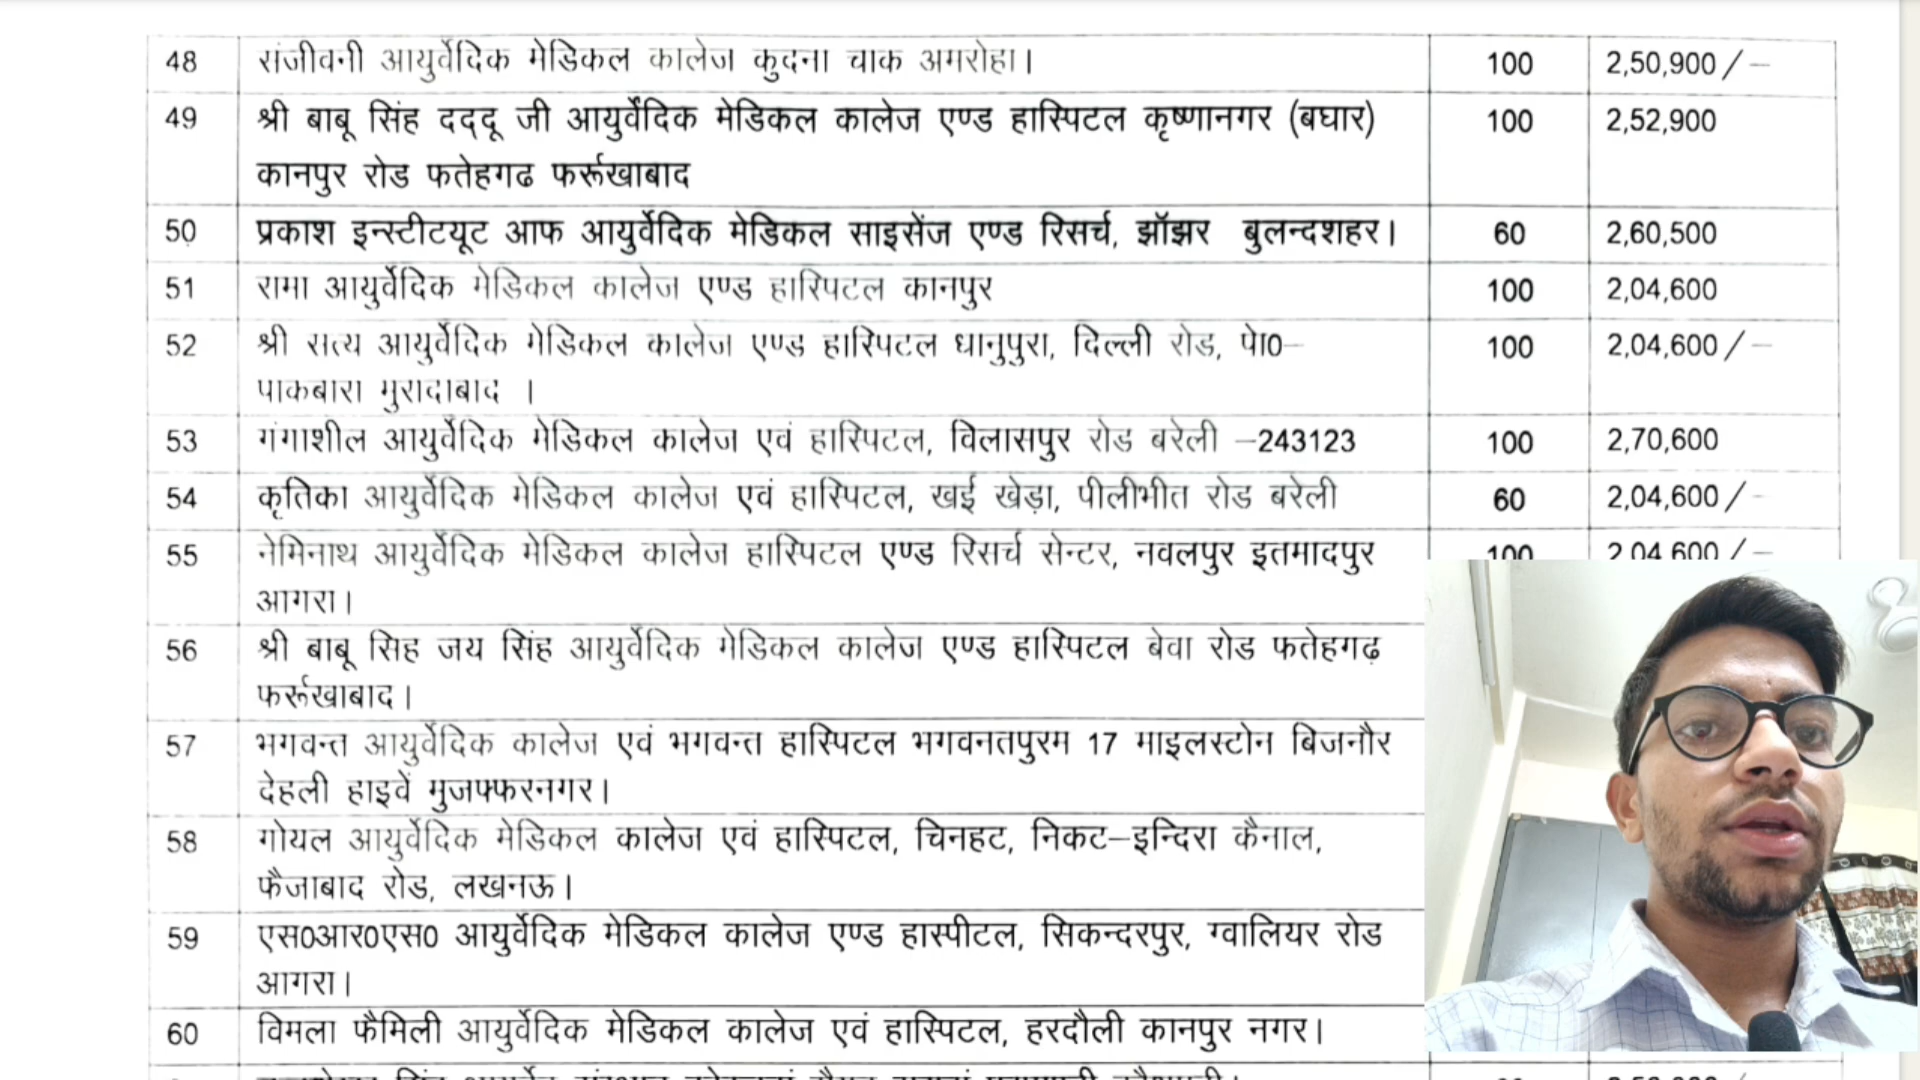 48 संजीवनी आयुर्वेदिक मेडिकल कालेज कुदना चाक अमरोहा। 100 2,50,900/—
49 श्री बाबू सिंह दददू जी आयुर्वेदिक मेडिकल कालेज एण्ड हास्पिटल कृष्णानगर (बघार) 100 2,52,900
कानपुर रोड फतेहगढ फर्रूखाबाद
50 प्रकाश इन्स्टीटयूट आफ आयुर्वेदिक मेडिकल साइसेंज एण्ड रिसर्च, झॉझर बुलन्दशहर। 60 2,60,500
51 रामा आयुर्वेदिक मेडिकल कालेज एण्ड हास्पिटल कानपुर 100 2,04,600
52 श्री सत्य आयुर्वेदिक मेडिकल कालेज एण्ड हास्पिटल धानुपुरा, दिल्ली रोड, पे10— 100 2,04,600/—
पाकबारा मुरादाबाद ।
53 गंगाशील आयुर्वेदिक मेडिकल कालेज एवं हास्पिटल, विलासपुर रोड बरेली —243123 100 2,70,600
54 कृतिका आयुर्वेदिक मेडिकल कालेज एवं हास्पिटल, खई खेड़ा, पीलीभीत रोड बरेली 60 2,04,600/-
55 नेमिनाथ आयुर्वेदिक मेडिकल कालेज हास्पिटल एण्ड रिसर्च सेन्टर, नवलपुर इतमादपुर 100 2,04,600/—
आगरा।
56 श्री बाबू सिह जय सिंह आयुर्वेदिक मेडिकल कालेज एण्ड हास्पिटल बेवा रोड फतेहगढ़
फर्रूखाबाद।
57 भगवन्त आयुर्वेदिक कालेज एवं भगवन्त हास्पिटल भगवनतपुरम 17 माइलस्टोन बिजनौर
देहली हाइवें मुजफ्फरनगर।
58 गोयल आयुर्वेदिक मेडिकल कालेज एवं हास्पिटल, चिनहट, निकट—इन्दिरा कैनाल,
फैजाबाद रोड, लखनऊ।
59 एस0आर0एस0 आयुर्वेदिक मेडिकल कालेज एण्ड हास्पीटल, सिकन्दरपुर, ग्वालियर रोड
आगरा।
60 विमला फैमिली आयुर्वेदिक मेडिकल कालेज एवं हास्पिटल, हरदौली कानपुर नगर।